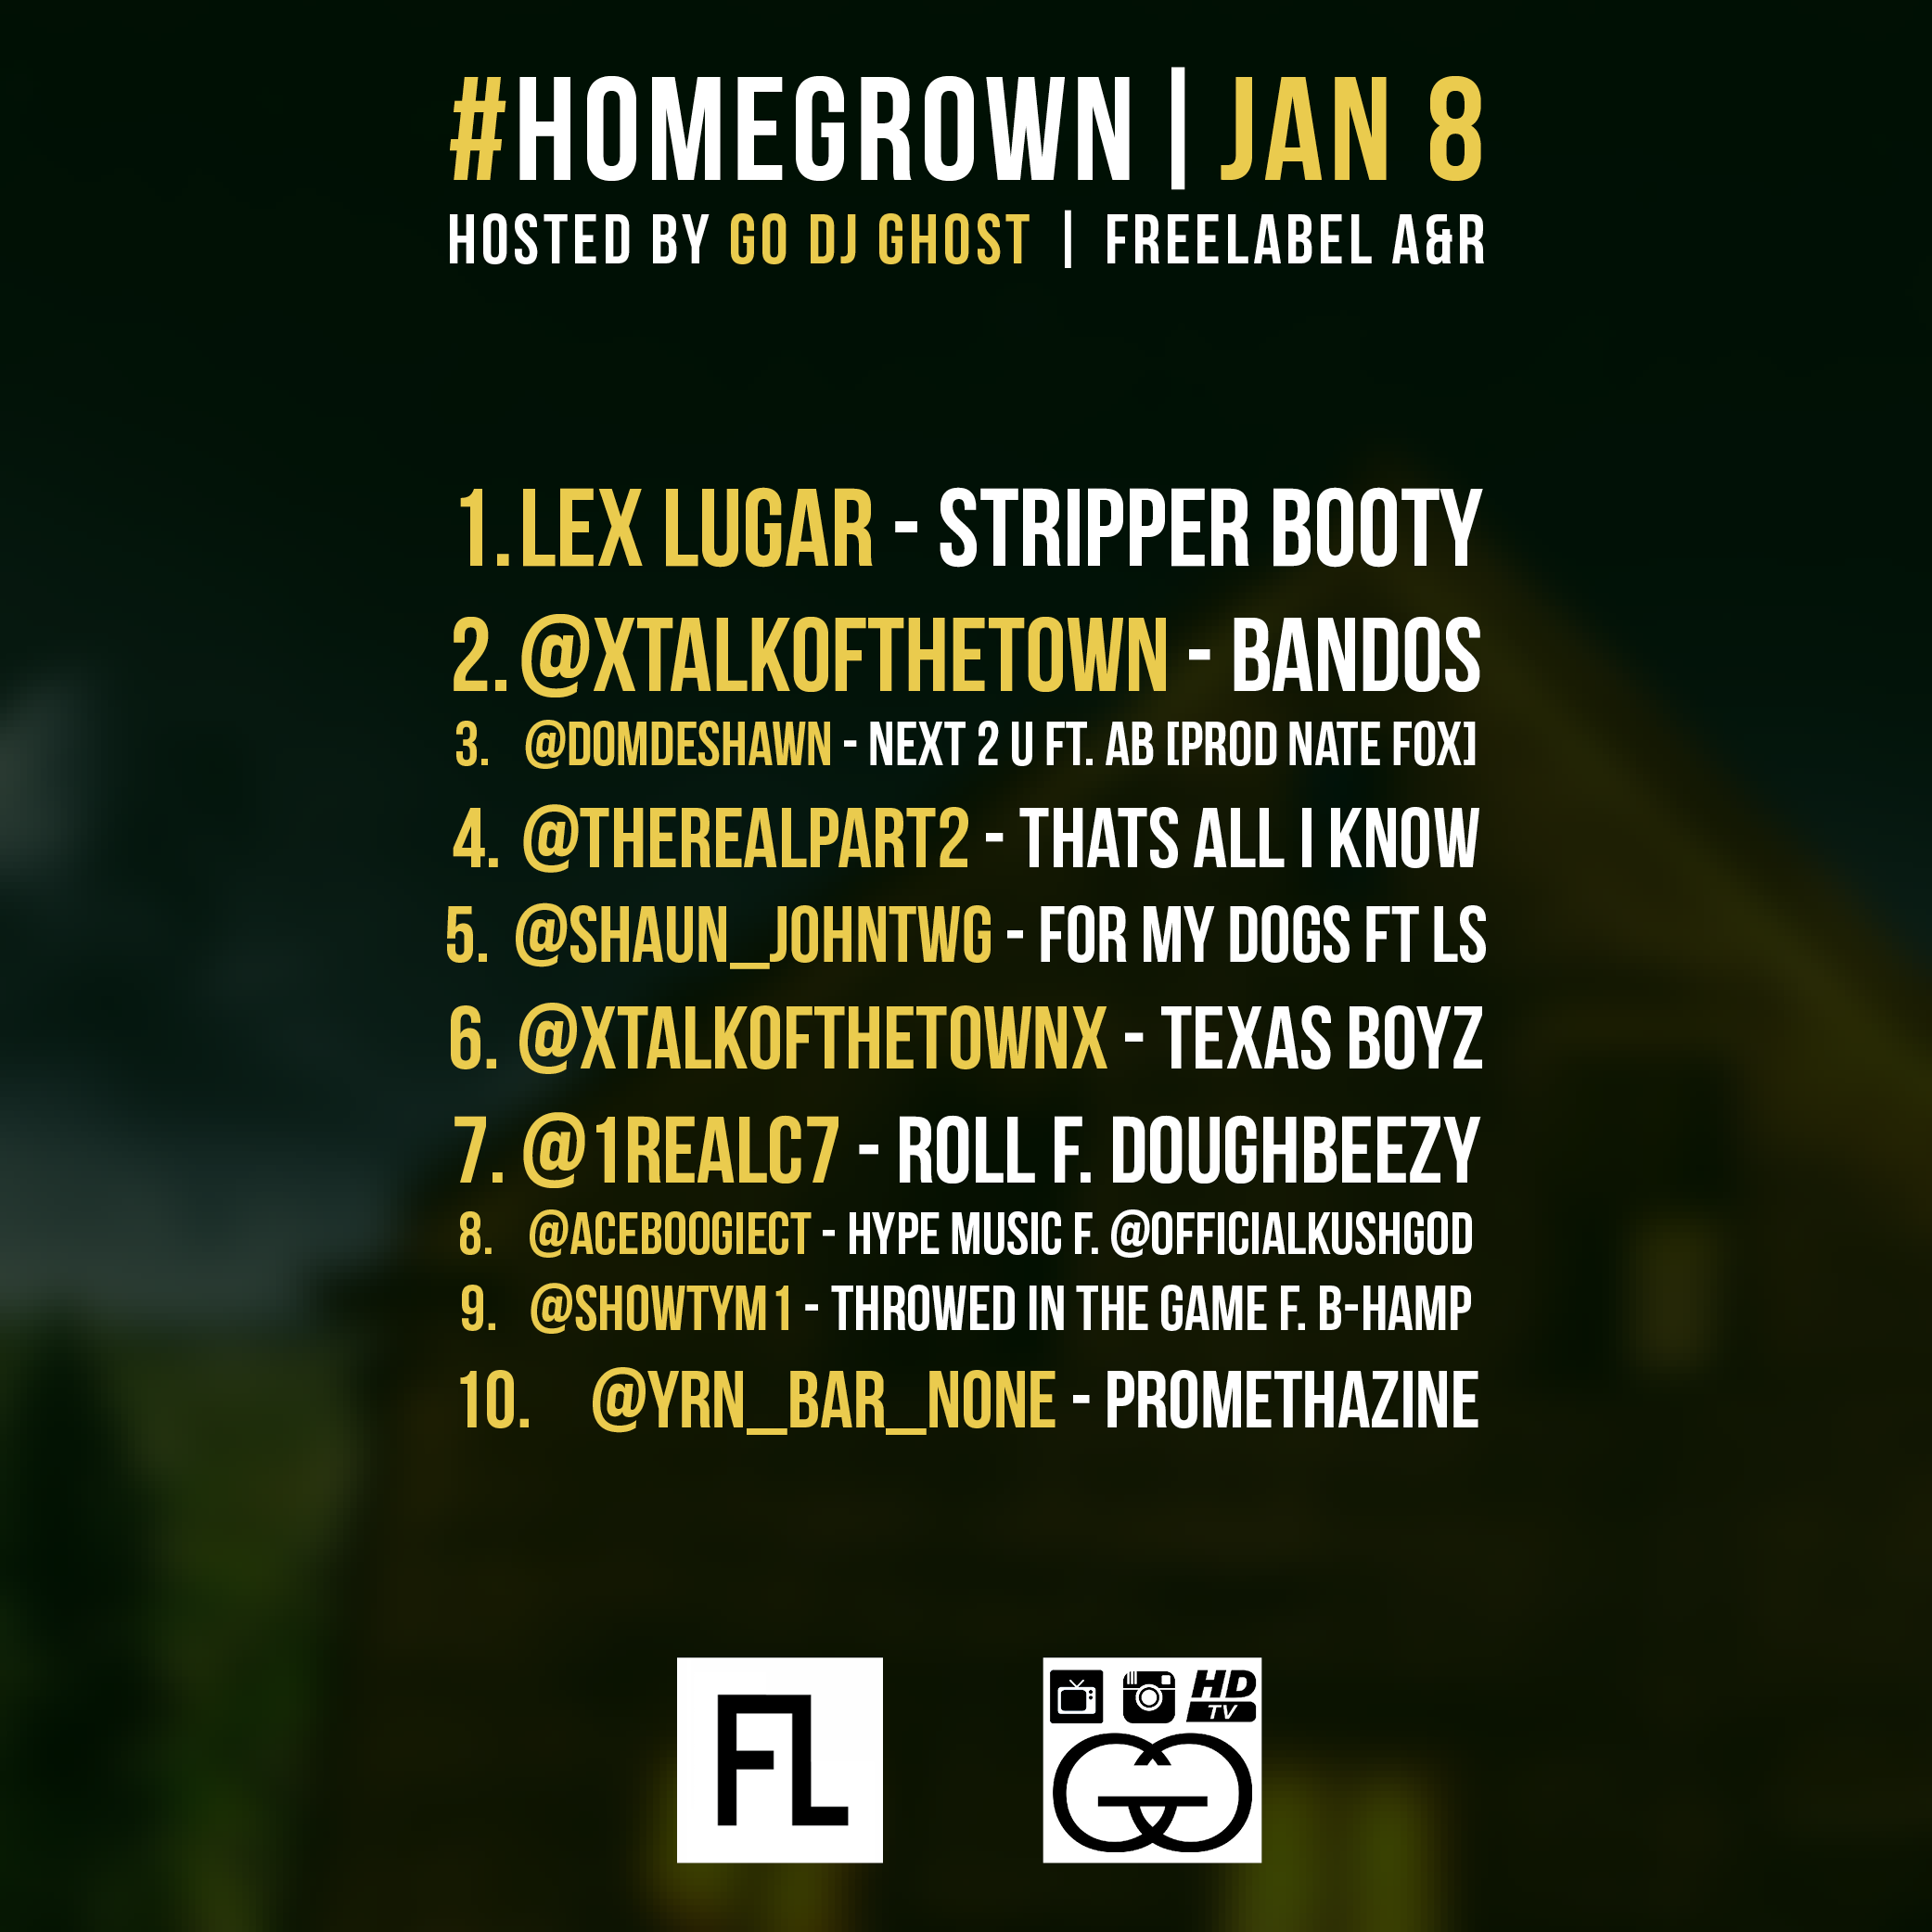 #HOMEGROWN | JAN 8
HOSTED BY GO DJ GHOST | FREELABEL A&R
1. LEX LUGAR - STRIPPER BOOTY
2. @XTALKOFTHETOWN - BANDOS
3. @DOMDESHAWN - NEXT 2 U FT. AB [PROD NATE FOX]
4. @THEREALPART2 - THATS ALL I KNOW
5. @SHAUN_JOHNTWG - FOR MY DOGS FT LS
6. @XTALKOFTHETOWNX - TEXAS BOYZ
7. @1REALC7 - ROLL F. DOUGHBEEZY
8. @ACEBOOGIECT - HYPE MUSIC F. @OFFICIALKUSHGOD
9. @SHOWTYM1 - THROWED IN THE GAME F. B-HAMP
10. @YRN_BAR_NONE - PROMETHAZINE
FL
HD
TV
GG